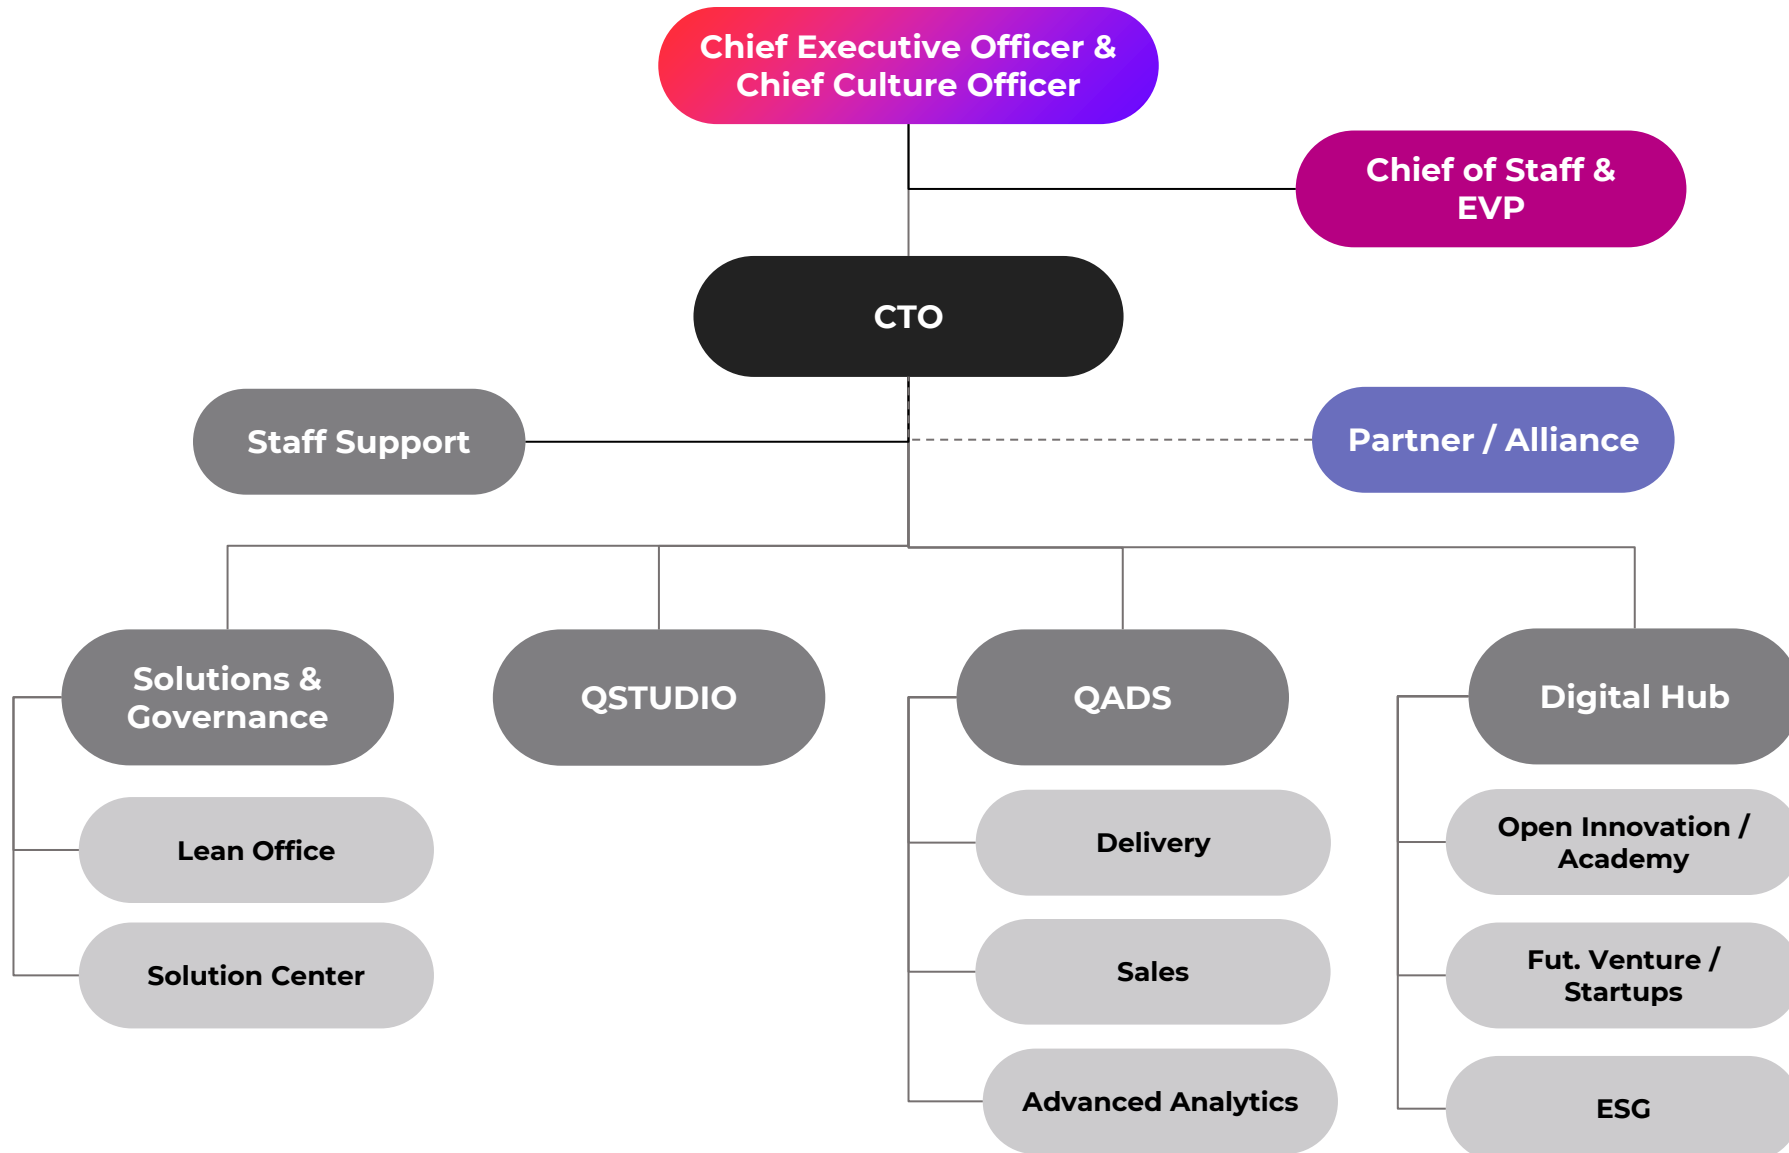 Chief Executive Officer &
Chief Culture Officer
Chief of Staff &
EVP
CTO
Staff Support
Partner / Alliance
Solutions &
Governance
QSTUDIO
QADS
Digital Hub
Lean Office
Solution Center
Delivery
Sales
Advanced Analytics
Open Innovation /
Academy
Fut. Venture /
Startups
ESG